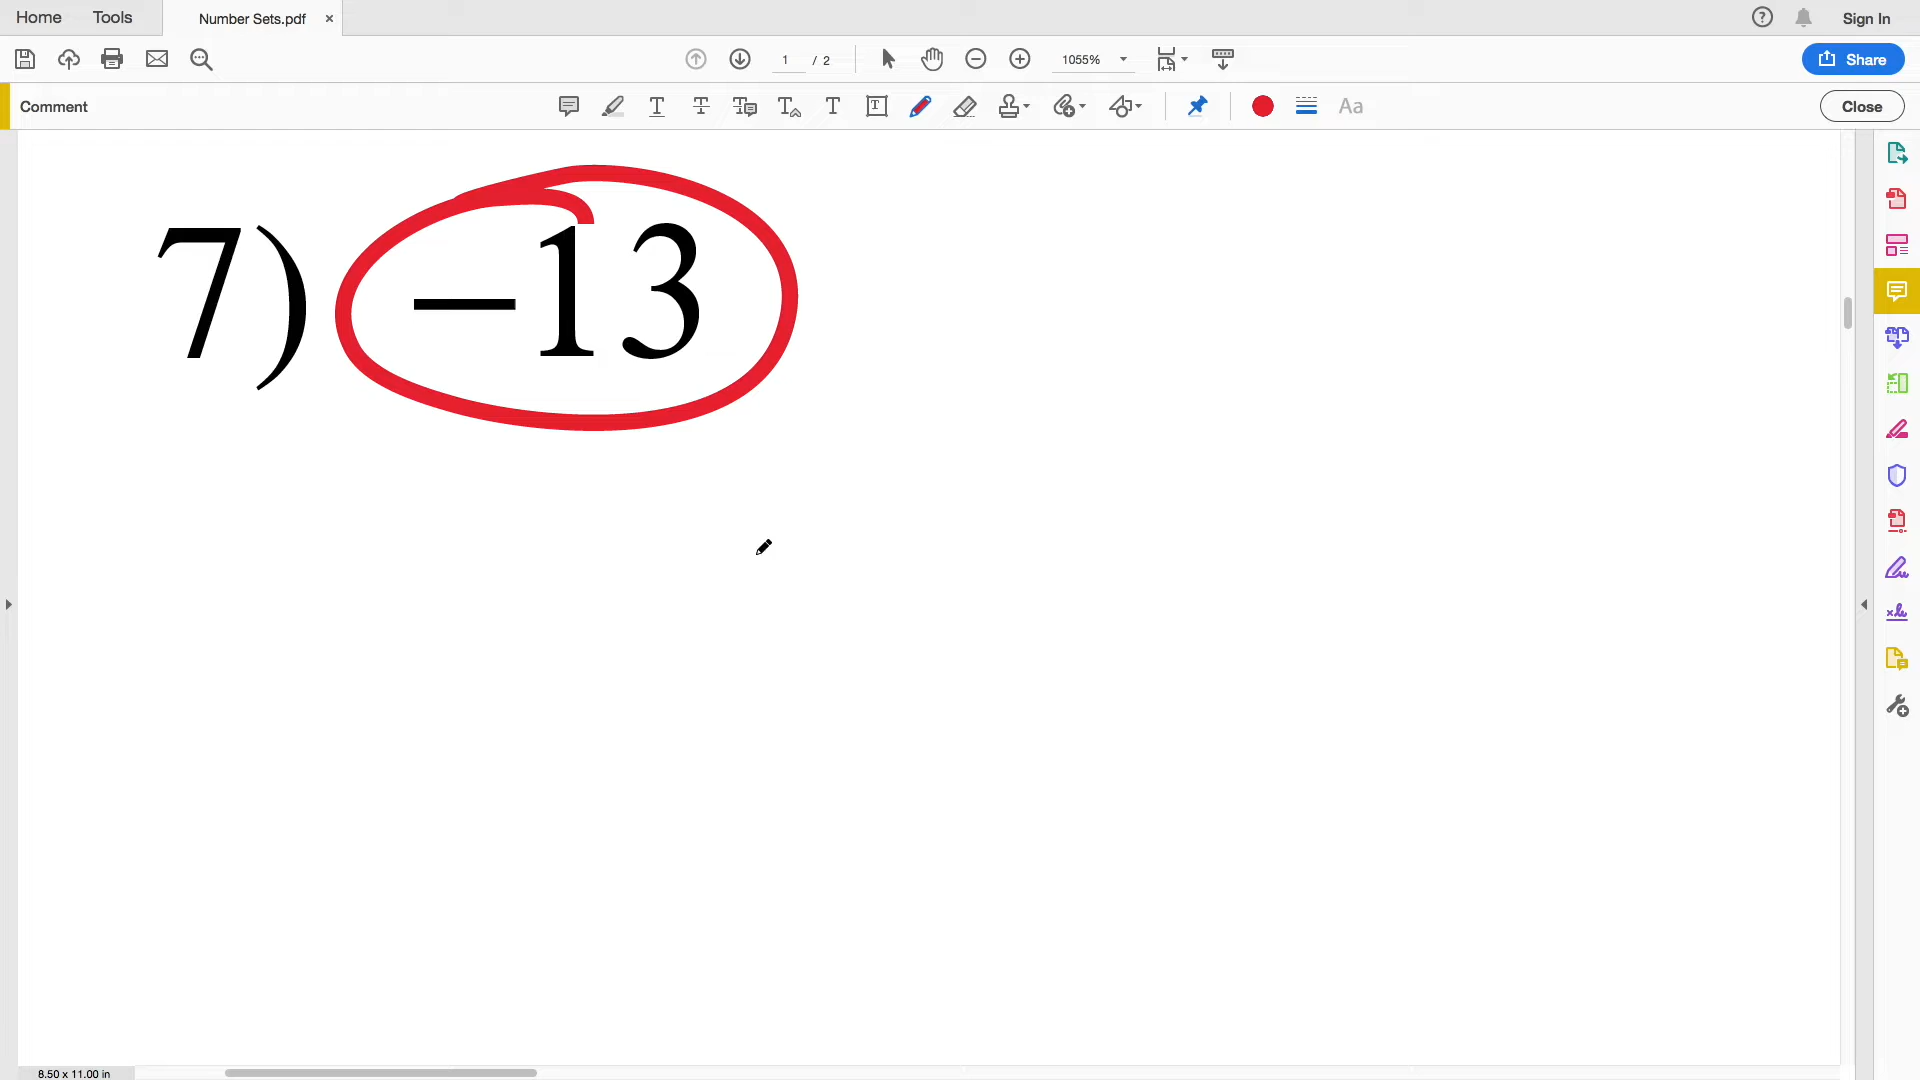 Home Tools Number Sets.pdf × Sign In
1 / 2 1055% Share
Comment Aa Close
7) −13
8.50 x 11.00 in